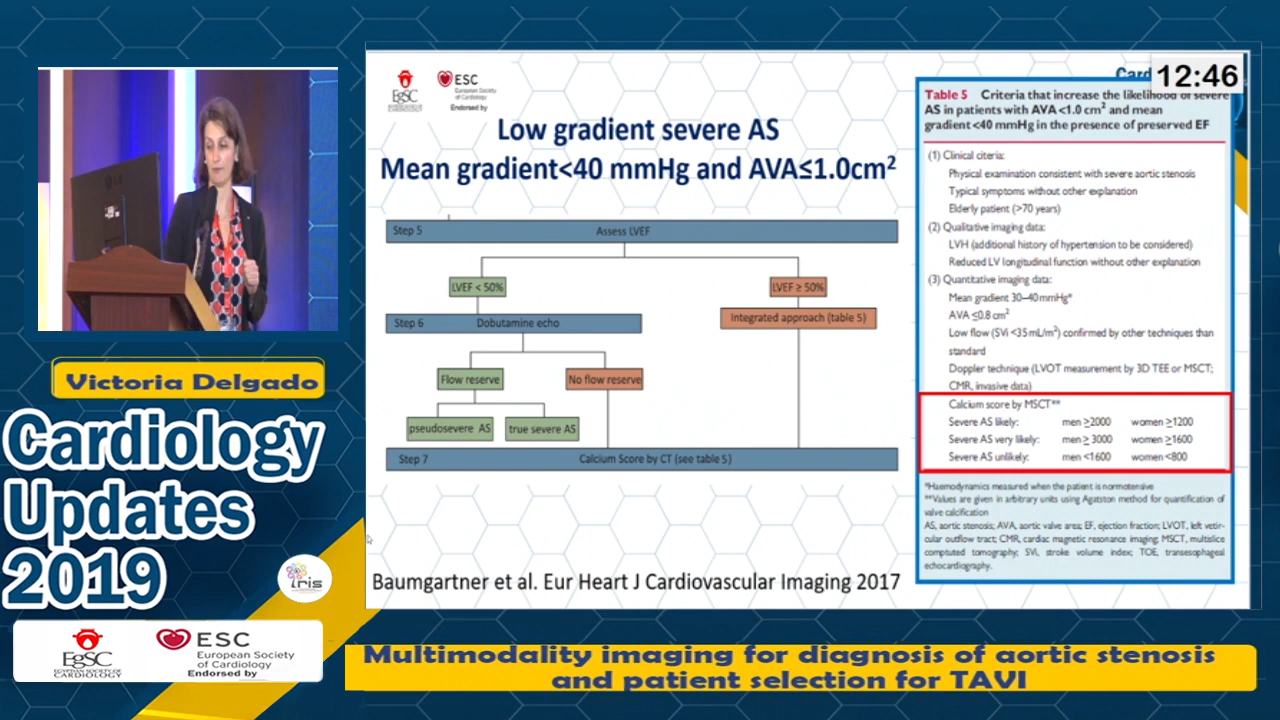 EgSC
ESC
European Society
of Cardiology
Endorsed by
12:46
Low gradient severe AS
Mean gradient<40 mmHg and AVA≤1.0cm²
Step 5 Assess LVEF
LVEF < 50%
LVEF ≥ 50%
Step 6 Dobutamine echo
Integrated approach (table 5)
Flow reserve
No flow reserve
pseudosevere AS
true severe AS
Step 7 Calcium Score by CT (see table 5)
Baumgartner et al. Eur Heart J Cardiovascular Imaging 2017
Table 5 Criteria that increase the likelihood of severe
AS in patients with AVA <1.0 cm² and mean
gradient <40 mmHg in the presence of preserved EF
(1) Clinical citeria:
Physical examination consistent with severe aortic stenosis
Typical symptoms without other explanation
Elderly patient (>70 years)
(2) Qualitative imaging data:
LVH (additional history of hypertension to be considered)
Reduced LV longitudinal function without other explanation
(3) Quantitative imaging data:
Mean gradient 30–40mmHg*
AVA ≤0.8 cm²
Low flow (SVi <35 mL/m²) confirmed by other techniques than
standard
Doppler technique (LVOT measurement by 3D TEE or MSCT;
CMR, invasive data)
Calcium score by MSCT**
Severe AS likely: men ≥2000 women ≥1200
Severe AS very likely: men ≥ 3000 women ≥1600
Severe AS unlikely: men <1600 women <800
*Haemodynamics measured when the patient is normotensive
**Values are given in arbitrary units using Agatston method for quantification of
valve calcification
AS, aortic stenosis; AVA, aortic valve area; EF, ejection fraction; LVOT, left vetir-
cular outflow tract; CMR, cardiac magnetic resonance imaging; MSCT, multislice
comptuted tomography; SVi, stroke volume index; TOE, transesophageal
echocardiography.
Victoria Delgado
Cardiology
Updates
2019
iris
EgSC
EGYPTIAN SOCIETY OF
CARDIOLOGY
ESC
European Society
of Cardiology
Endorsed by
Multimodality imaging for diagnosis of aortic stenosis
and patient selection for TAVI